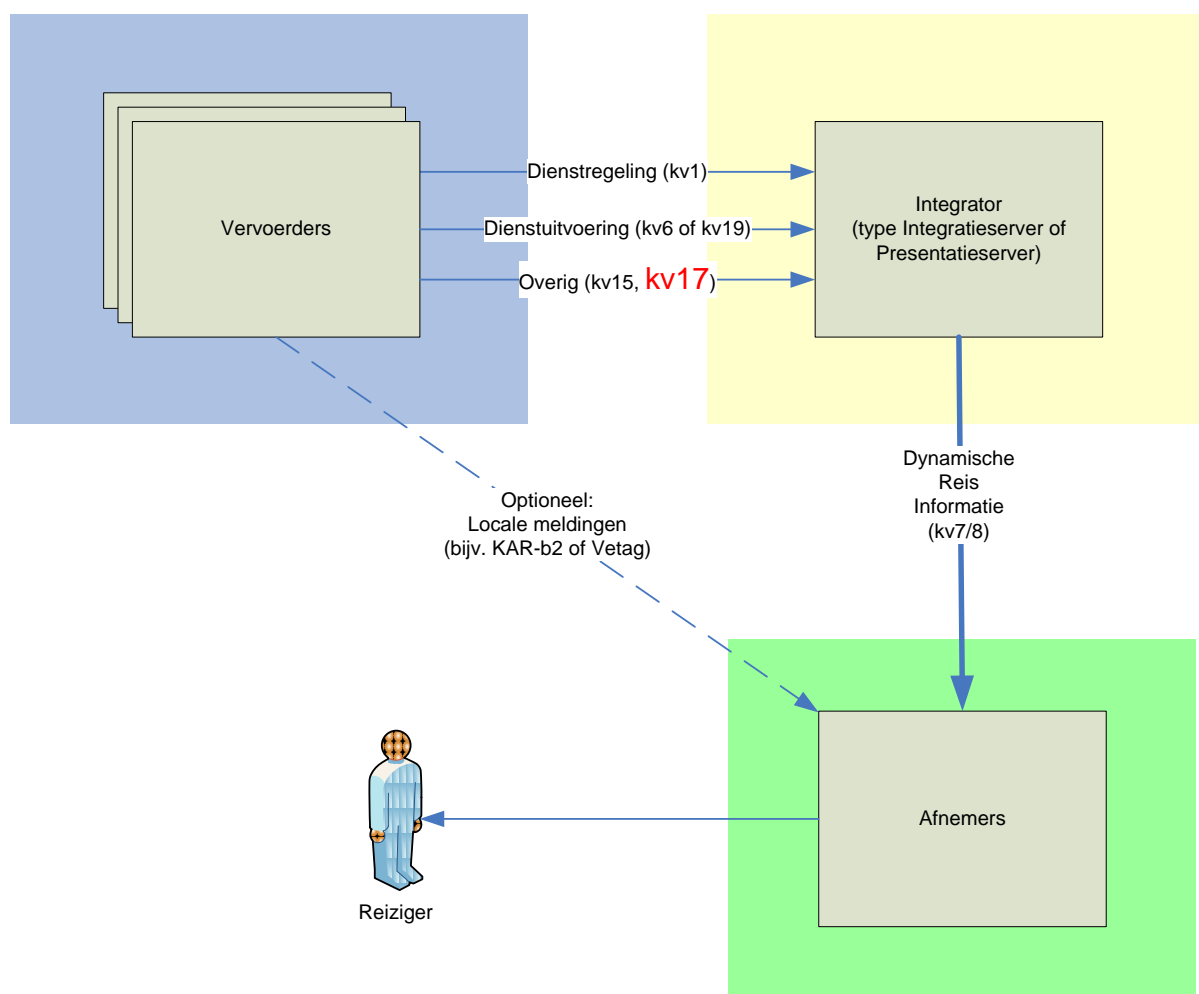 Vervoerders
Dienstregeling (kv1)
Dienstuitvoering (kv6 of kv19)
Overig (kv15, kv17)
Integrator
(type Integratieserver of
Presentatieserver)
Dynamische
Reis
Informatie
(kv7/8)
Optioneel:
Locale meldingen
(bijv. KAR-b2 of Vetag)
Afnemers
Reiziger